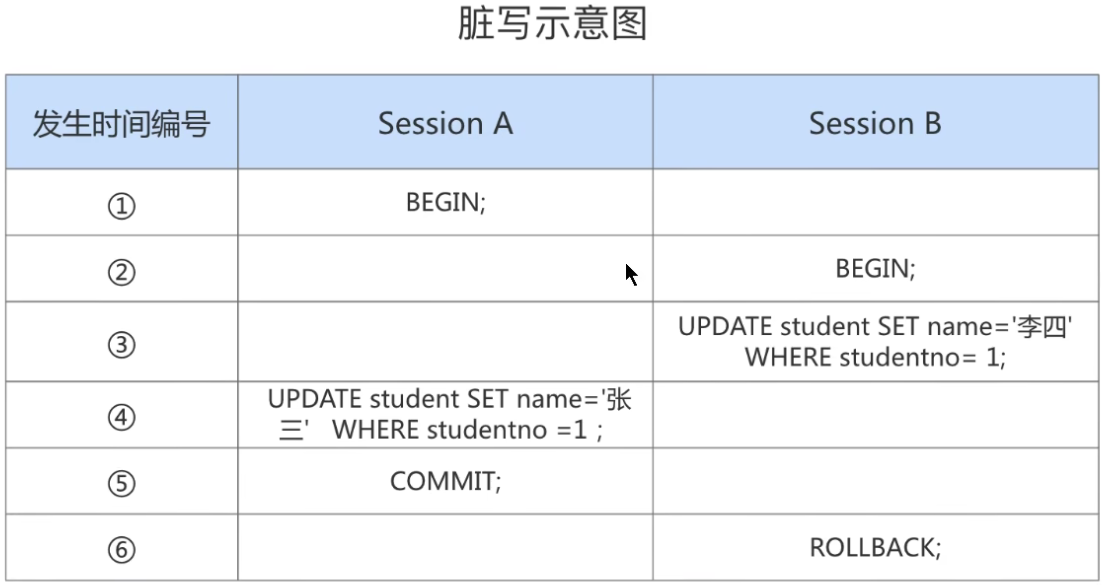 脏写示意图
发生时间编号 Session A Session B
① BEGIN;
② BEGIN;
③ UPDATE student SET name='李四'
WHERE studentno= 1;
④ UPDATE student SET name='张
三' WHERE studentno =1 ;
⑤ COMMIT;
⑥ ROLLBACK;